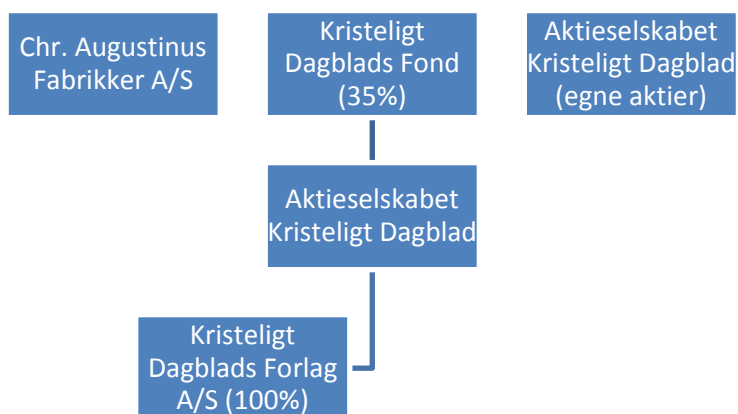 Chr. Augustinus
Fabrikker A/S
Kristeligt
Dagblads Fond
(35%)
Aktieselskabet
Kristeligt Dagblad
(egne aktier)
Aktieselskabet
Kristeligt Dagblad
Kristeligt
Dagblads Forlag
A/S (100%)